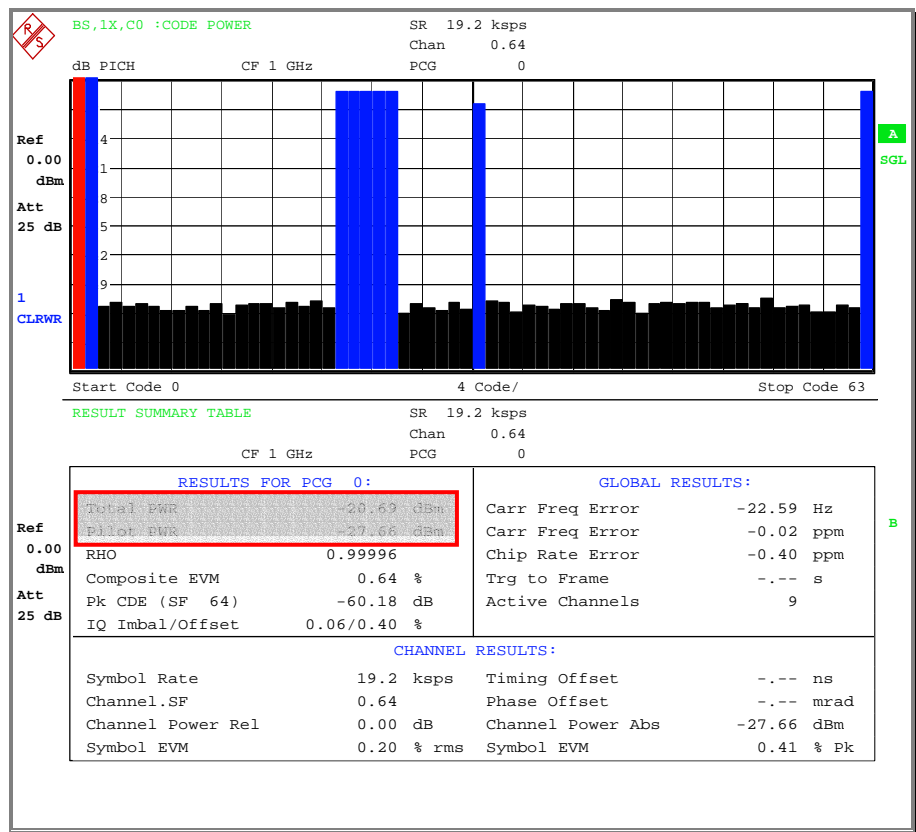 R
S
BS,1X,C0 :CODE POWER
SR 19.2 ksps
Chan 0.64
dB PICH CF 1 GHz PCG 0
Ref
0.00
dBm
Att
25 dB
1
CLRWR
4
1
8
5
2
9
A
SGL
Start Code 0 4 Code/ Stop Code 63
RESULT SUMMARY TABLE
SR 19.2 ksps
Chan 0.64
CF 1 GHz PCG 0
Ref
0.00
dBm
Att
25 dB
B
RESULTS FOR PCG 0:
Total PWR -20.69 dBm
Pilot PWR -27.66 dBm
RHO 0.99996
Composite EVM 0.64 %
Pk CDE (SF 64) -60.18 dB
IQ Imbal/Offset 0.06/0.40 %
GLOBAL RESULTS:
Carr Freq Error -22.59 Hz
Carr Freq Error -0.02 ppm
Chip Rate Error -0.40 ppm
Trg to Frame -.-- s
Active Channels 9
CHANNEL RESULTS:
Symbol Rate 19.2 ksps Timing Offset -.-- ns
Channel.SF 0.64 Phase Offset -.-- mrad
Channel Power Rel 0.00 dB Channel Power Abs -27.66 dBm
Symbol EVM 0.20 % rms Symbol EVM 0.41 % Pk